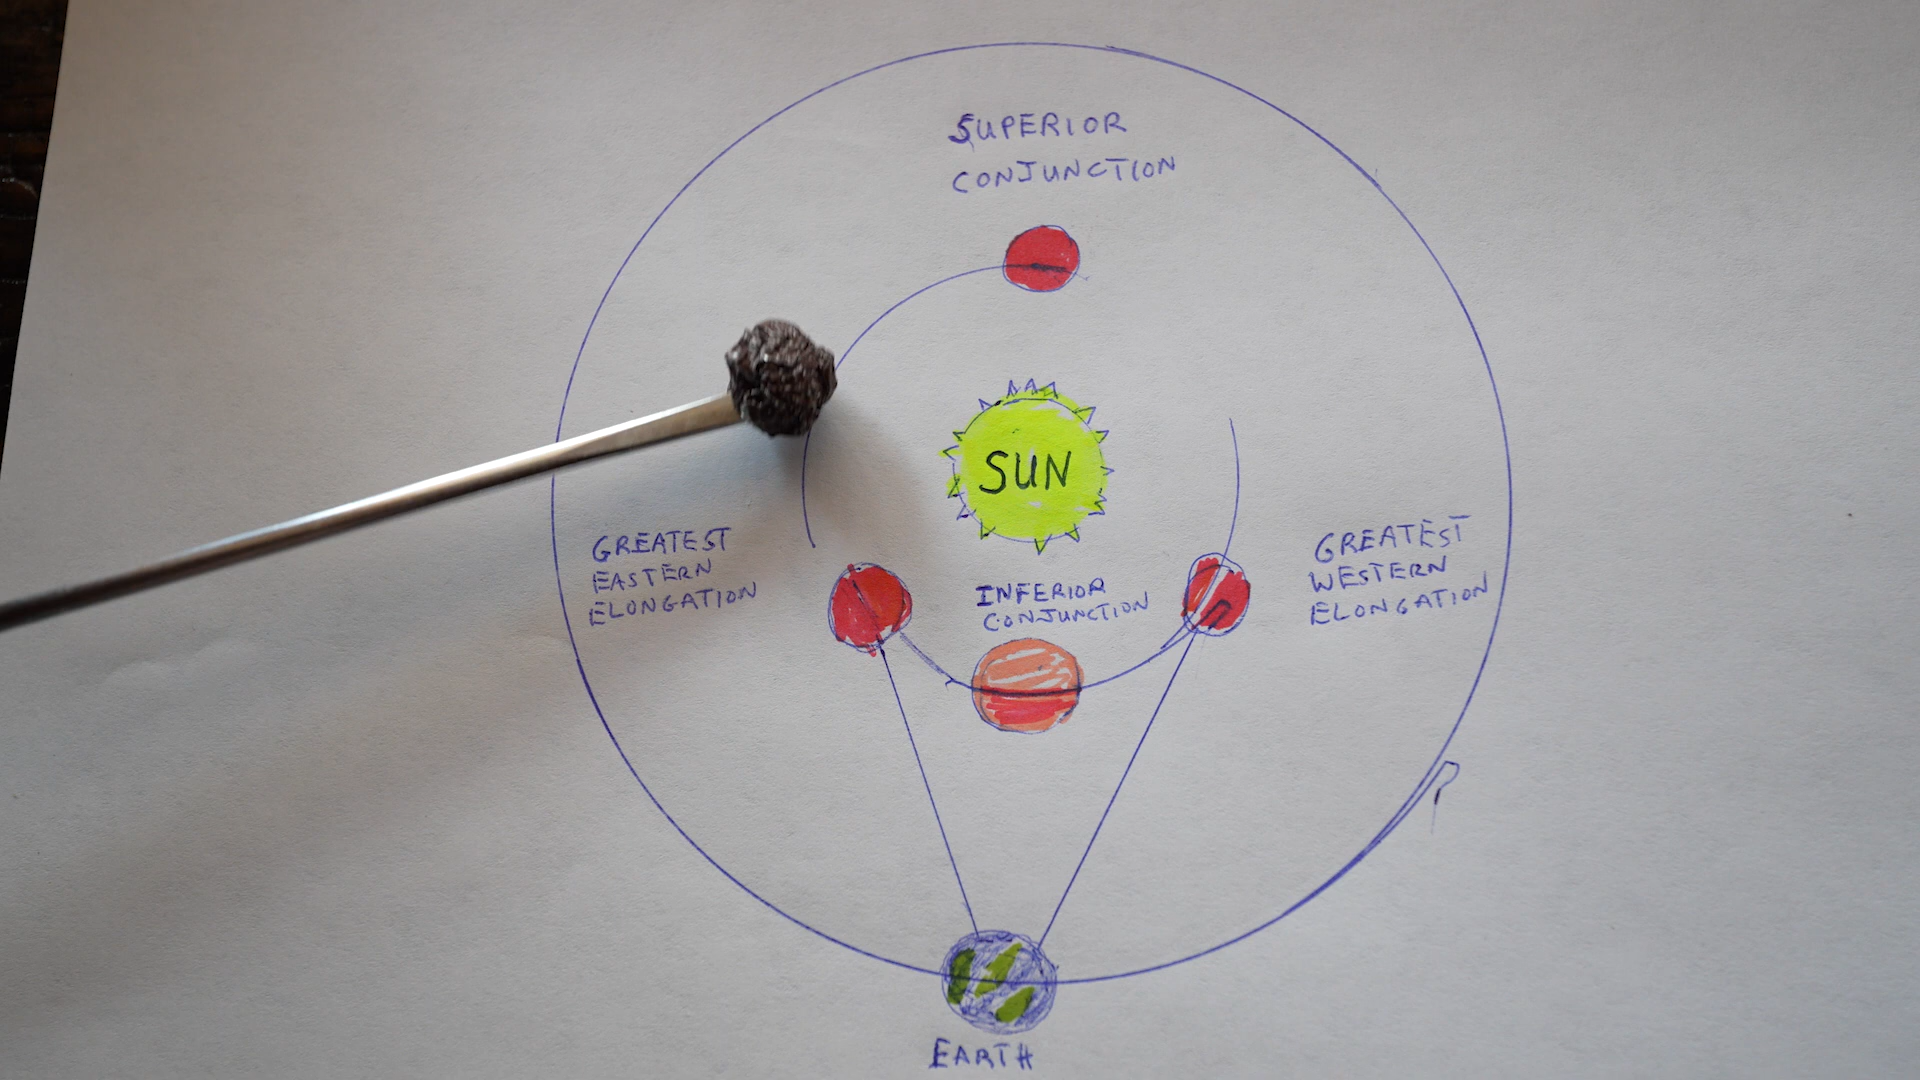 SUPERIOR
CONJUNCTION
SUN
GREATEST
EASTERN
ELONGATION
INFERIOR
CONJUNCTION
GREATEST
WESTERN
ELONGATION
EARTH